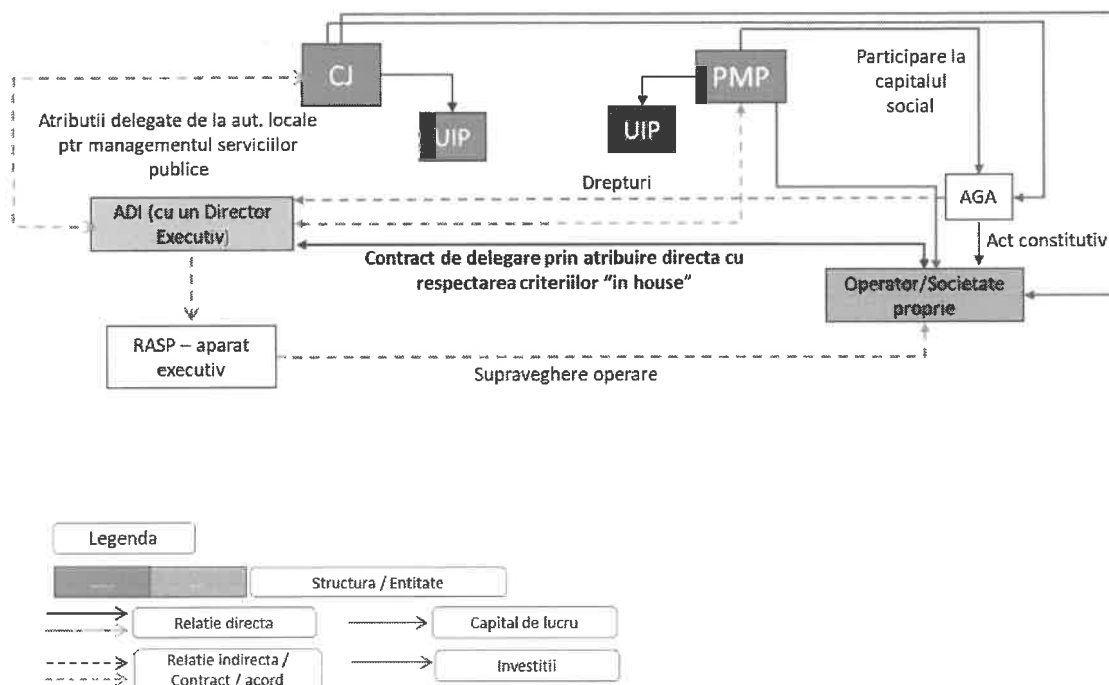 CJ
PMP
Participare la
capitalul
social
UIP
UIP
Atributii delegate de la aut. locale
ptr managementul serviciilor
publice
Drepturi
AGA
ADI (cu un Director
Executiv)
Act constitutiv
Contract de delegare prin atribuire directa cu
respectarea criteriilor "in house"
Operator/Societate
proprie
RASP – aparat
executiv
Supraveghere operare
Legenda
Structura / Entitate
Relatie directa
Capital de lucru
Relatie indirecta /
Contract / acord
Investitii